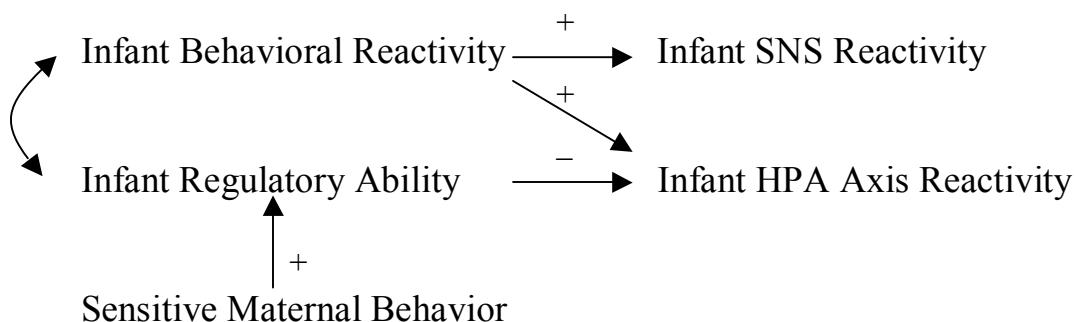 +
Infant Behavioral Reactivity Infant SNS Reactivity
+
–
Infant Regulatory Ability Infant HPA Axis Reactivity
+
Sensitive Maternal Behavior